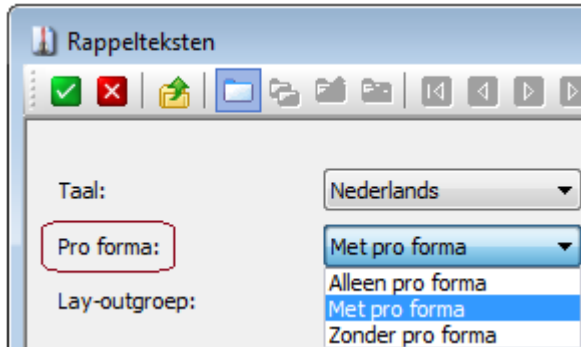 Rappelteksten
Taal:
Nederlands
Pro forma:
Met pro forma
Alleen pro forma
Lay-outgroep:
Met pro forma
Zonder pro forma